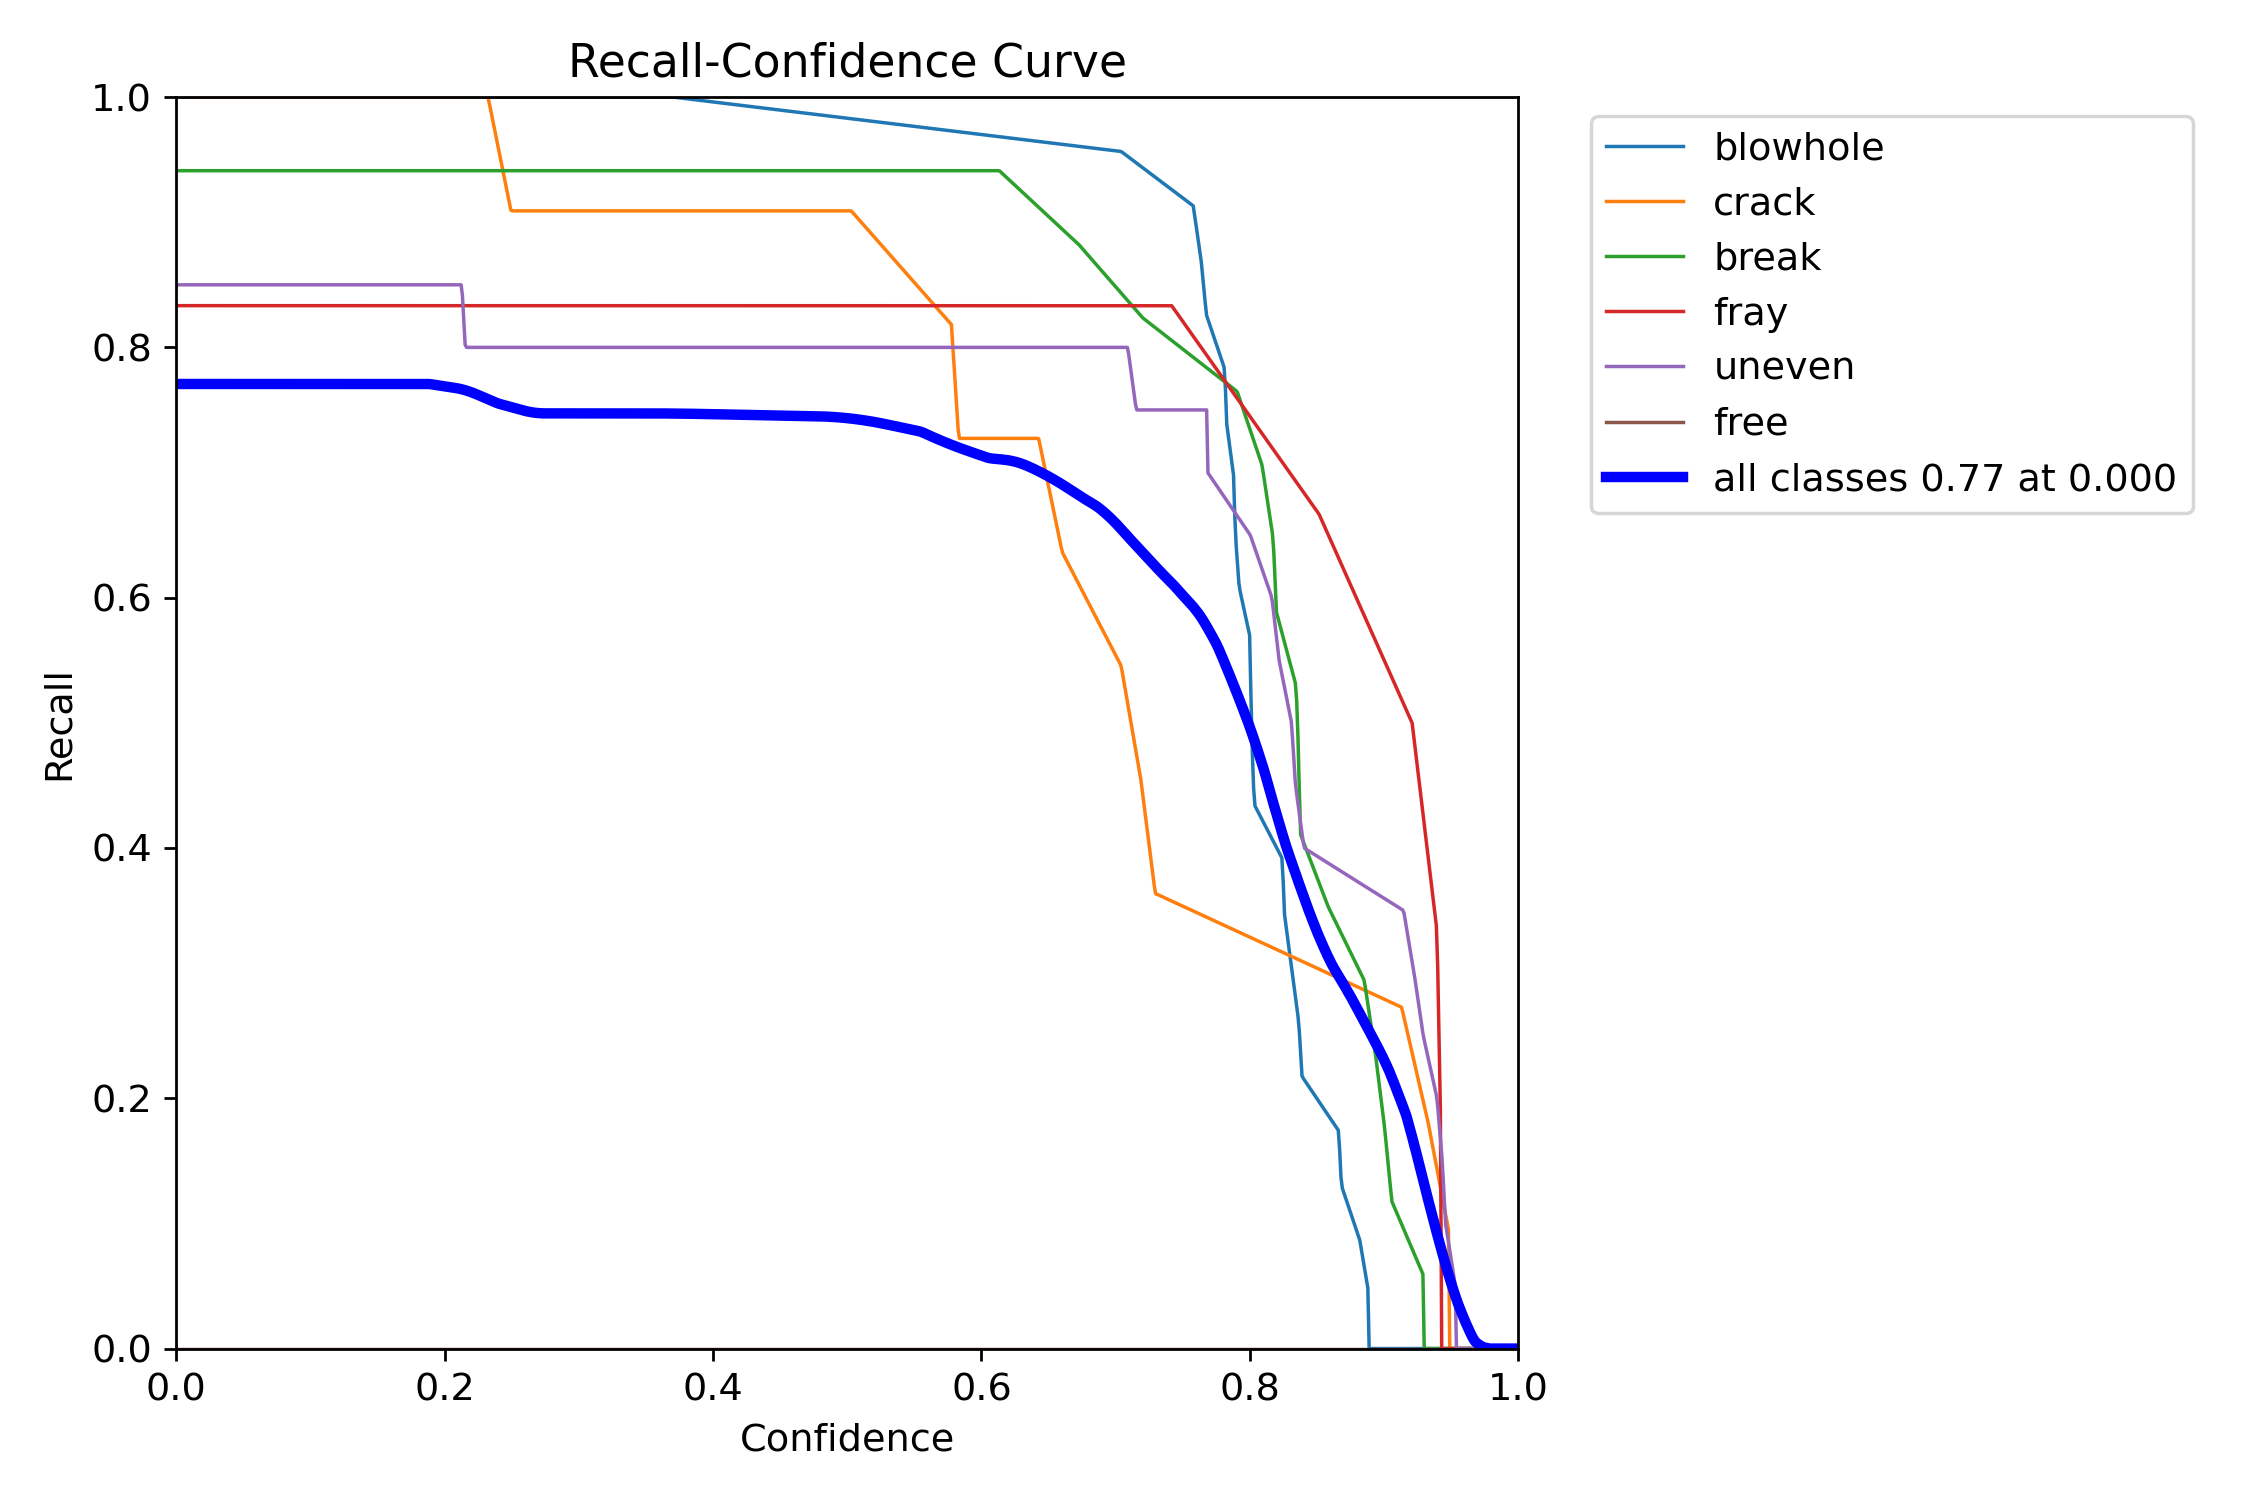 Recall-Confidence Curve
1.0
0.8
0.6
0.4
0.2
0.0
Recall
0.0 0.2 0.4 0.6 0.8 1.0
Confidence
blowhole
crack
break
fray
uneven
free
all classes 0.77 at 0.000